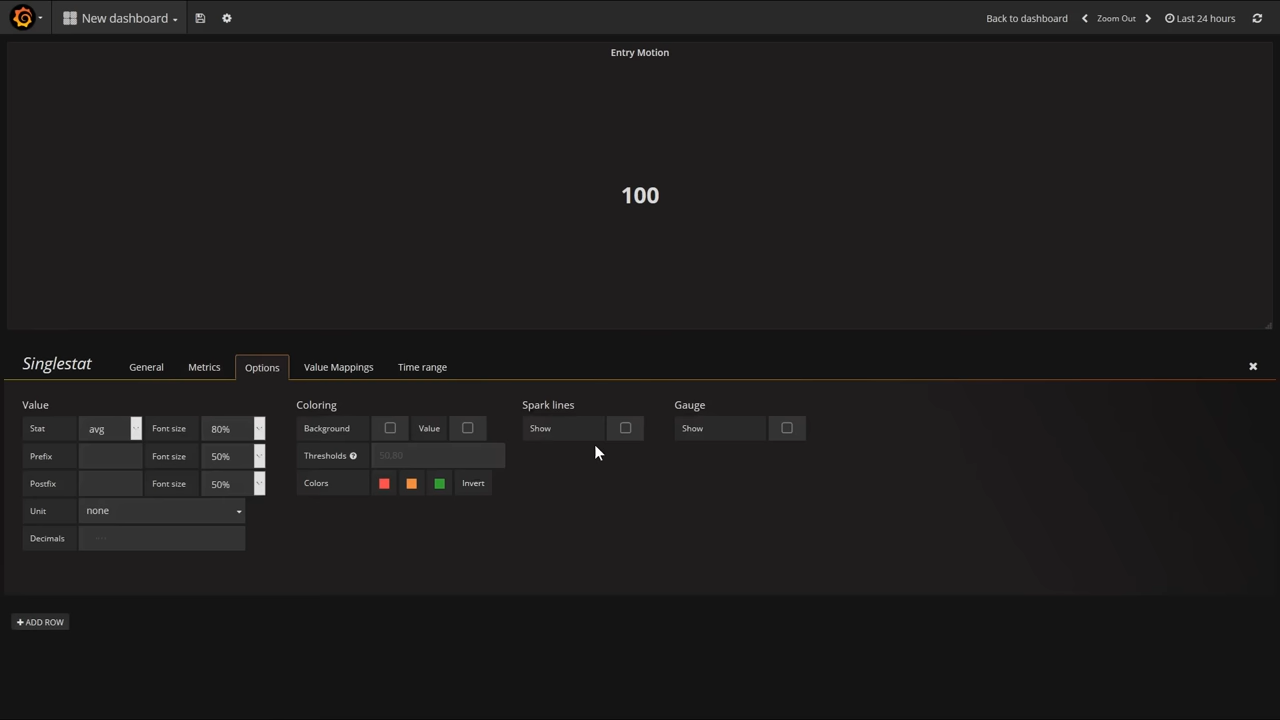 New dashboard
Back to dashboard Zoom Out Last 24 hours
Entry Motion
100
Singlestat General Metrics Options Value Mappings Time range
Value Coloring Spark lines Gauge
Stat avg Font size 80% Background Value Show Show
Prefix Font size 50% Thresholds 50,80
Postfix Font size 50% Colors Invert
Unit none
Decimals
ADD ROW